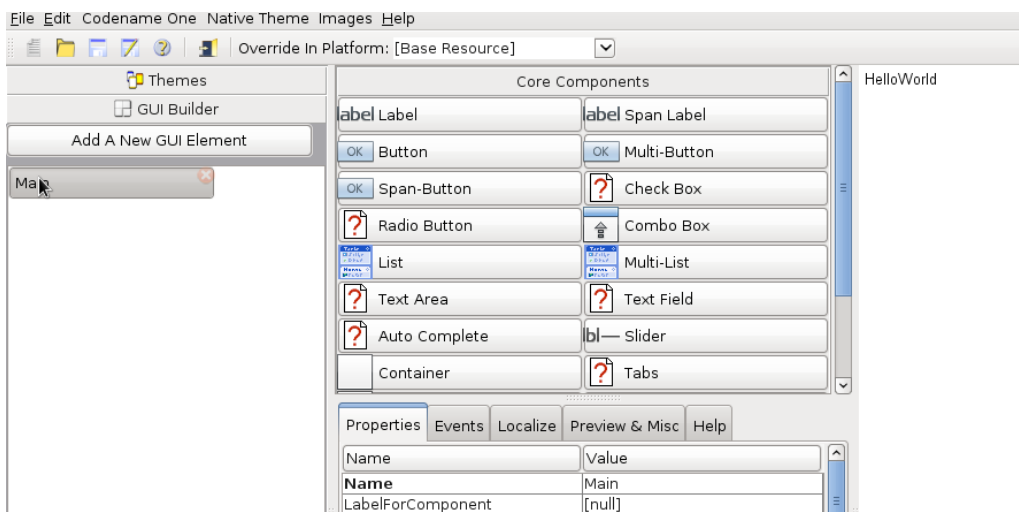 File Edit Codename One Native Theme Images Help
Override In Platform: [Base Resource]
Themes
GUI Builder
Add A New GUI Element
Main
Core Components
label Label
label Span Label
OK Button
OK Multi-Button
OK Span-Button
? Check Box
? Radio Button
Combo Box
List
Multi-List
? Text Area
? Text Field
? Auto Complete
lbl Slider
Container
? Tabs
Properties Events Localize Preview & Misc Help
Name Value
Name Main
LabelForComponent [null]
HelloWorld